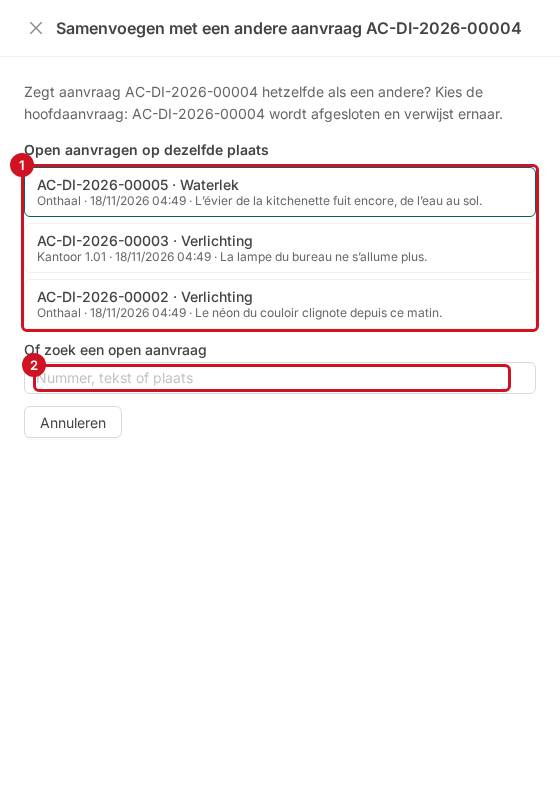 Samenvoegen met een andere aanvraag AC-DI-2026-00004
Zegt aanvraag AC-DI-2026-00004 hetzelfde als een andere? Kies de
hoofdaanvraag: AC-DI-2026-00004 wordt afgesloten en verwijst ernaar.
Open aanvragen op dezelfde plaats
1
AC-DI-2026-00005 · Waterlek
Onthaal · 18/11/2026 04:49 · L’évier de la kitchenette fuit encore, de l’eau au sol.
AC-DI-2026-00003 · Verlichting
Kantoor 1.01 · 18/11/2026 04:49 · La lampe du bureau ne s’allume plus.
AC-DI-2026-00002 · Verlichting
Onthaal · 18/11/2026 04:49 · Le néon du couloir clignote depuis ce matin.
Of zoek een open aanvraag
2
Nummer, tekst of plaats
Annuleren